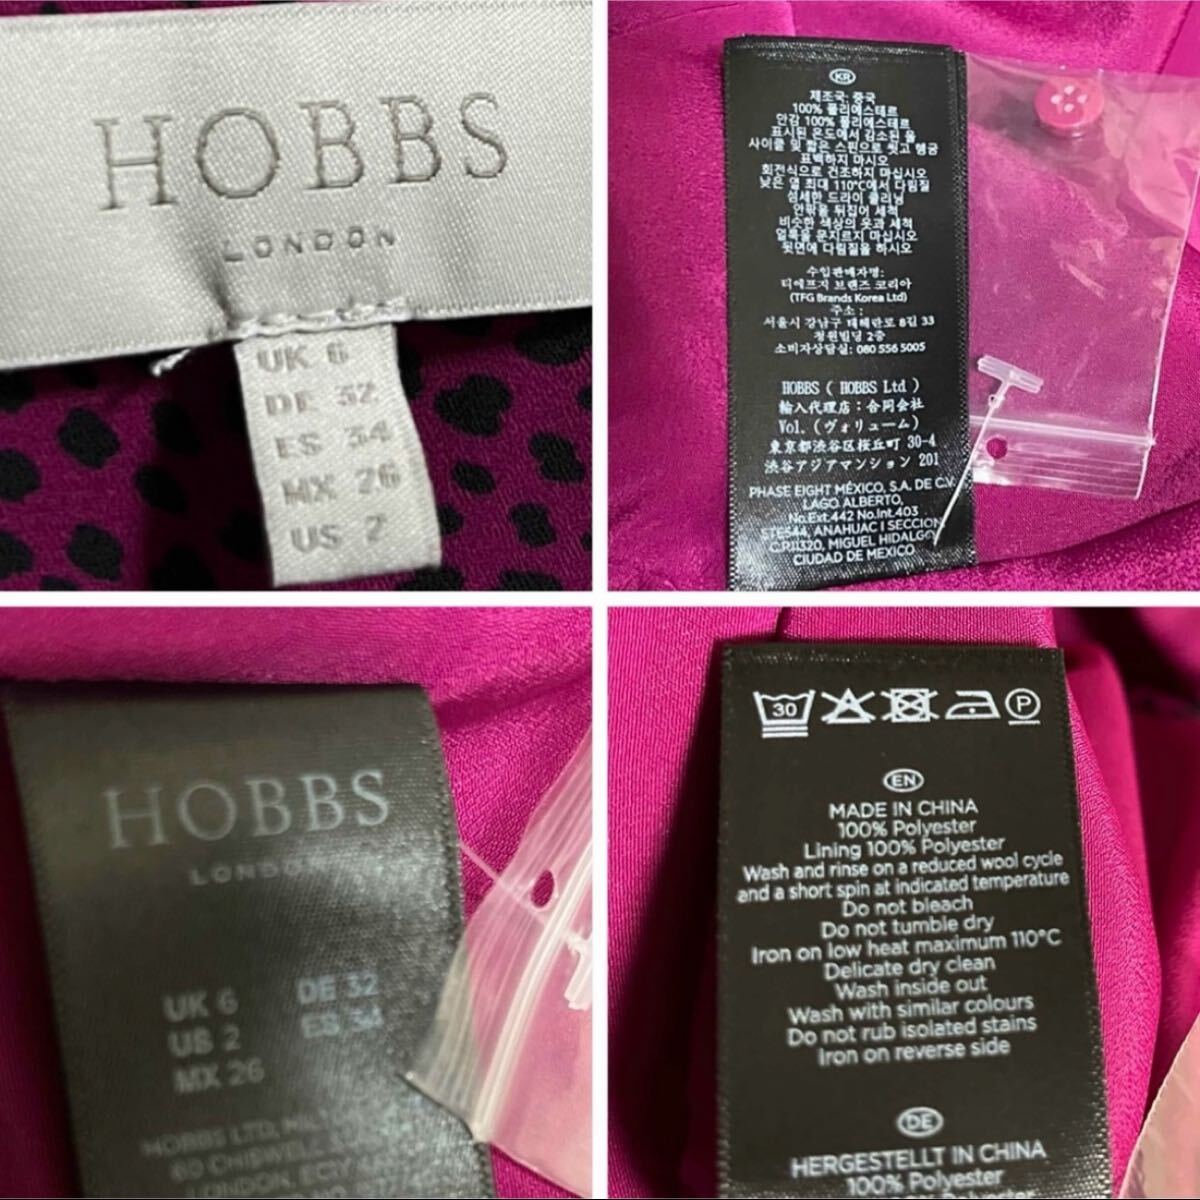 HOBBS
LONDON
UK 6
DE 32
ES 34
MX 26
US 2
KR
제조국: 중국
100% 폴리에스테르
안감 100% 폴리에스테르
표시된 온도에서 감소된 울
사이클 및 짧은 스핀으로 씻고 헹굼
표백하지 마시오
회전식으로 건조하지 마십시오
낮은 열 최대 110°C에서 다림질
섬세한 드라이 클리닝
안팎을 뒤집어 세척
비슷한 색상의 옷과 세척
얼룩을 문지르지 마십시오
뒷면에 다림질을 하시오
수입판매자명:
티에프지 브랜즈 코리아
(TFG Brands Korea Ltd)
주소:
서울시 강남구 테헤란로 8길 33
청원빌딩 2층
소비자상담실: 080 556 5005
HOBBS ( HOBBS Ltd )
輸入代理店：合同会社
Vol.（ヴォリューム）
東京都渋谷区桜丘町 30-4
渋谷アジアマンション 201
PHASE EIGHT MÉXICO, S.A. DE C.V.
LAGO ALBERTO,
No.Ext.442 No.Int.403
STE544, ANAHUAC I SECCION
C.P.11320, MIGUEL HIDALGO
CIUDAD DE MEXICO
HOBBS
LONDON
UK 6 DE 32
US 2 ES 34
MX 26
HOBBS LTD,
80 CHISWELL
LONDON, EC1Y
30
P
EN
MADE IN CHINA
100% Polyester
Lining 100% Polyester
Wash and rinse on a reduced wool cycle
and a short spin at indicated temperature
Do not bleach
Do not tumble dry
Iron on low heat maximum 110°C
Delicate dry clean
Wash inside out
Wash with similar colours
Do not rub isolated stains
Iron on reverse side
DE
HERGESTELLT IN CHINA
100% Polyester